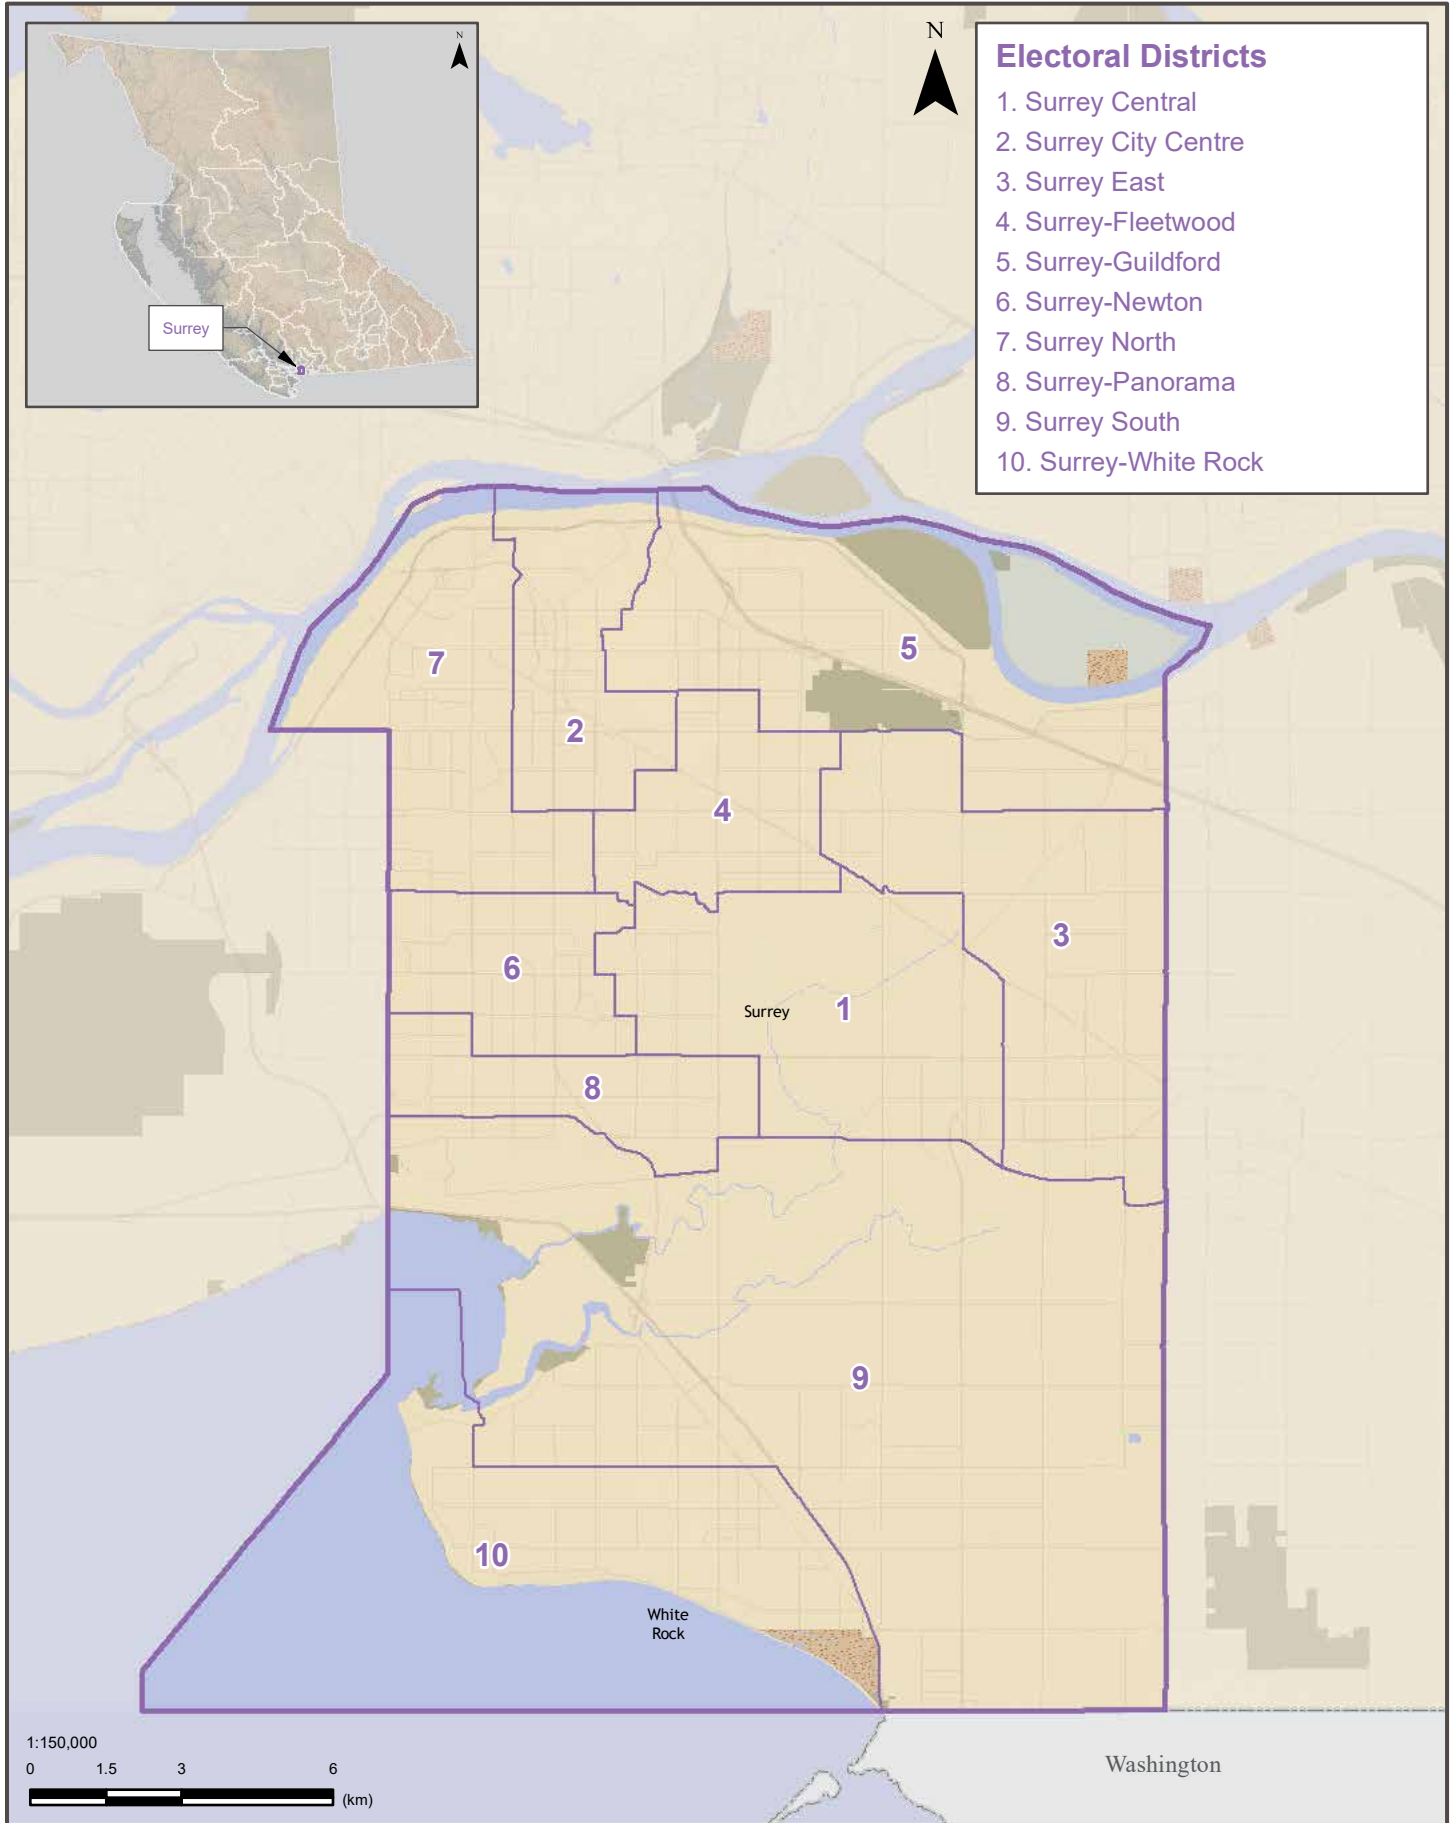 N
Surrey
N
Electoral Districts
1. Surrey Central
2. Surrey City Centre
3. Surrey East
4. Surrey-Fleetwood
5. Surrey-Guildford
6. Surrey-Newton
7. Surrey North
8. Surrey-Panorama
9. Surrey South
10. Surrey-White Rock
5
7
2
4
3
6
Surrey
1
8
9
10
White
Rock
1:150,000
0 1.5 3 6
(km)
Washington